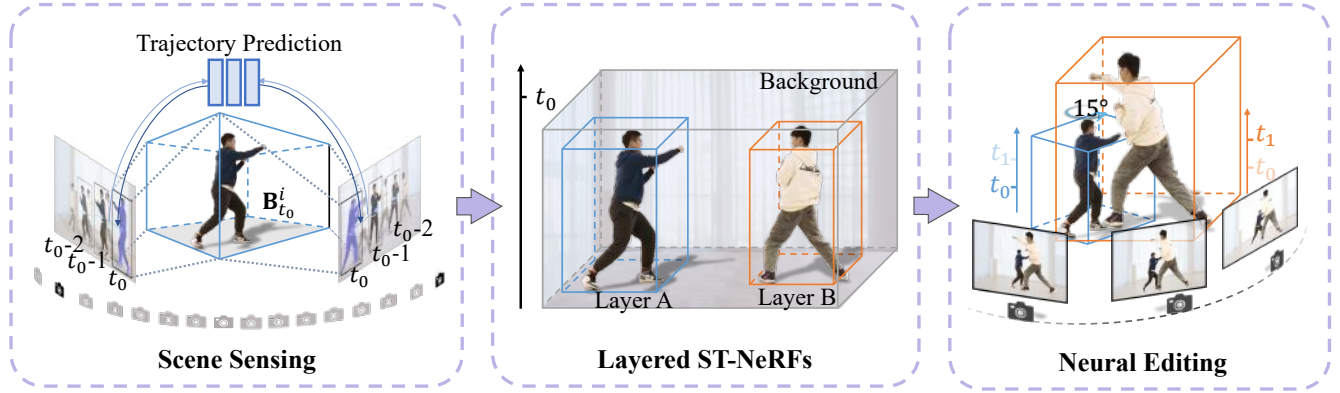 Trajectory Prediction
B^i_{t_0}
t_0-2
t_0-1
t_0
t_0-2
t_0-1
t_0
Scene Sensing
t_0
Background
Layer A
Layer B
Layered ST-NeRFs
15°
t_1
t_0
t_1
t_0
Neural Editing